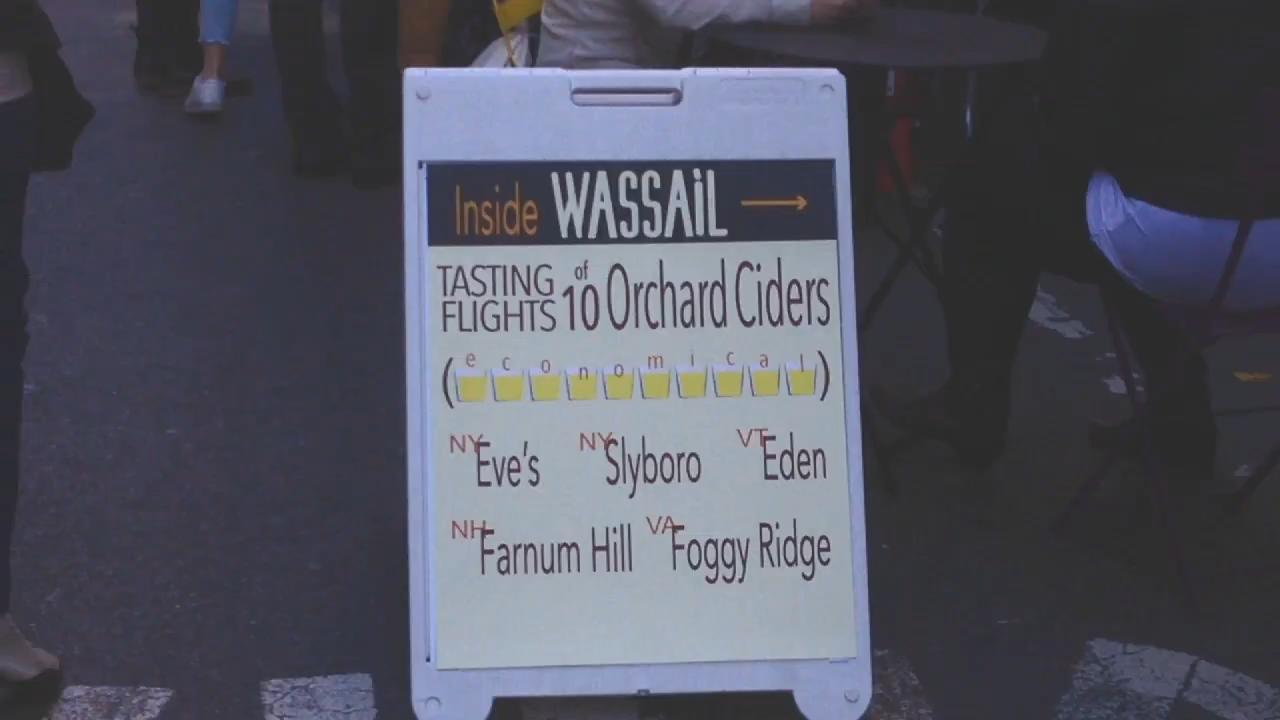 Inside WASSAiL →
TASTING FLIGHTS of 10 Orchard Ciders
(economical)
NY Eve's NY Slyboro VT Eden
NH Farnum Hill VA Foggy Ridge